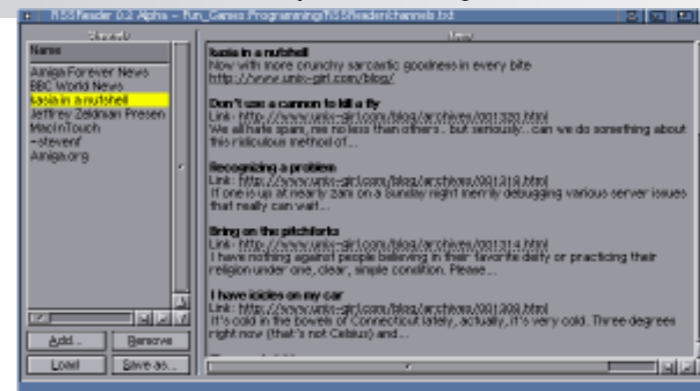 RSSReader 0.2 Alpha - Fun_Games:Programming/RSSReader/channels.txt
Channels
Name
Amiga Forever News
BBC World News
kasia in a nutshell
Jeffrey Zeldman Presen
MacInTouch
~stevenf
Amiga.org
Add...
Remove
Load
Save as...
News
kasia in a nutshell
Now with more crunchy sarcastic goodness in every bite
http://www.unix-girl.com/blog/
Don't use a cannon to kill a fly
Link: http://www.unix-girl.com/blog/archives/001320.html
We all hate spam, me no less than others.. but seriously.. can we do something about
this ridiculous method of...
Recognizing a problem
Link: http://www.unix-girl.com/blog/archives/001319.html
If one is up at nearly 2am on a Sunday night merrily debugging various server issues
that really can wait...
Bring on the pitchforks
Link: http://www.unix-girl.com/blog/archives/001314.html
I have nothing against people believing in their favorite deity or practicing their
religion under one, clear, simple condition. Please...
I have icicles on my car
Link: http://www.unix-girl.com/blog/archives/001309.html
It's cold in the bowels of Connecticut lately, actually, it's very cold. Three degrees
right now (that's not Celsius) and...